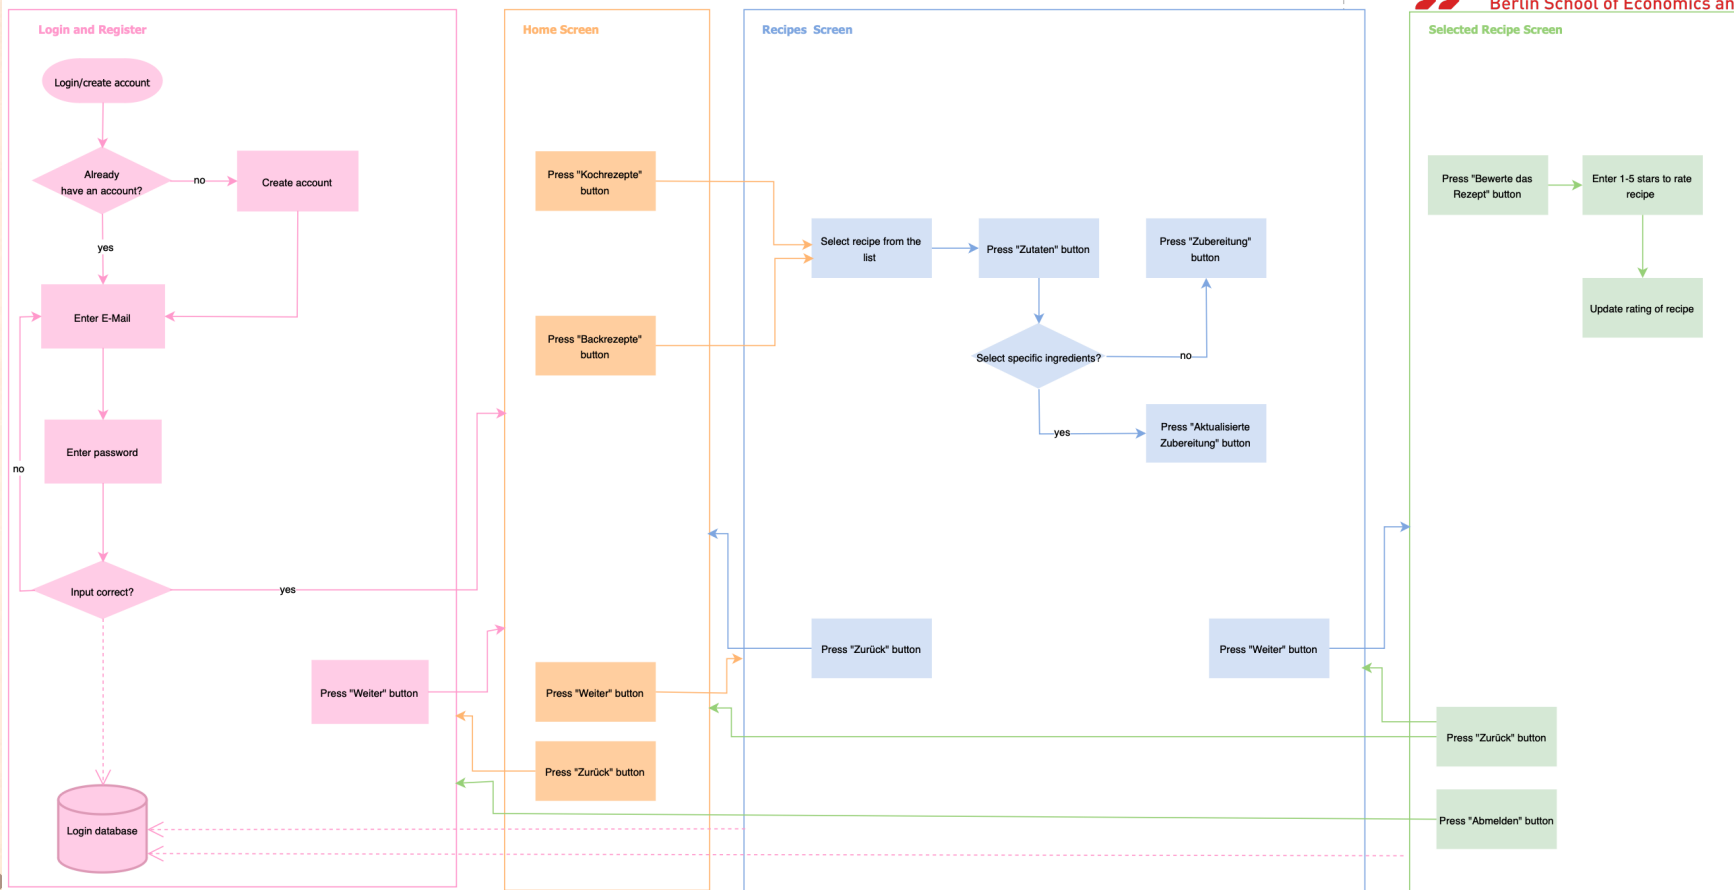 Berlin School of Economics an
Login and Register
Login/create account
Already
have an account?
no
Create account
yes
Enter E-Mail
Enter password
no
Input correct?
yes
Press "Weiter" button
Login database
Home Screen
Press "Kochrezepte"
button
Press "Backrezepte"
button
Press "Weiter" button
Press "Zurück" button
Recipes Screen
Select recipe from the
list
Press "Zutaten" button
Press "Zubereitung"
button
Select specific ingredients?
no
yes
Press "Aktualisierte
Zubereitung" button
Press "Zurück" button
Press "Weiter" button
Selected Recipe Screen
Press "Bewerte das
Rezept" button
Enter 1-5 stars to rate
recipe
Update rating of recipe
Press "Zurück" button
Press "Abmelden" button